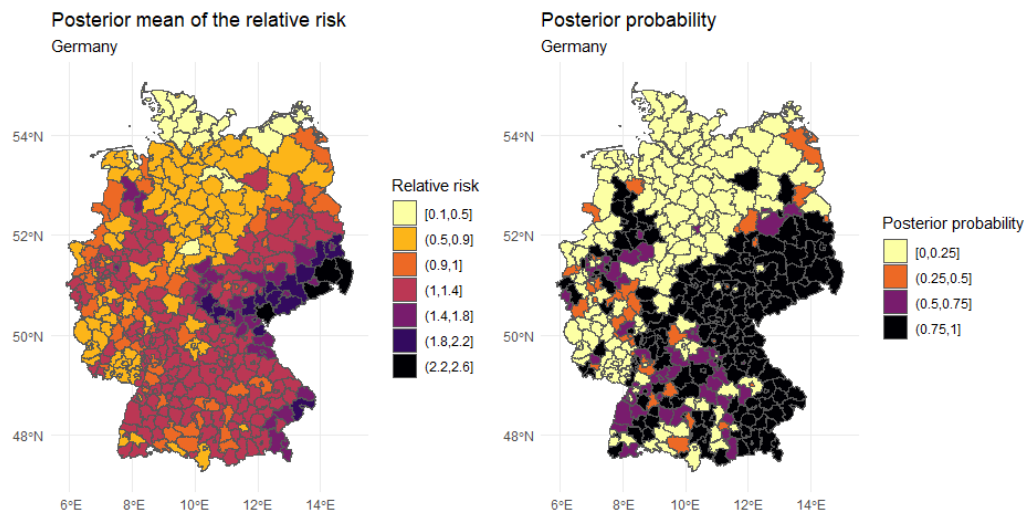 Posterior mean of the relative risk
Germany
54°N
52°N
50°N
48°N
6°E 8°E 10°E 12°E 14°E
Relative risk
[0.1,0.5]
(0.5,0.9]
(0.9,1]
(1,1.4]
(1.4,1.8]
(1.8,2.2]
(2.2,2.6]
Posterior probability
Germany
54°N
52°N
50°N
48°N
6°E 8°E 10°E 12°E 14°E
Posterior probability
[0,0.25]
(0.25,0.5]
(0.5,0.75]
(0.75,1]